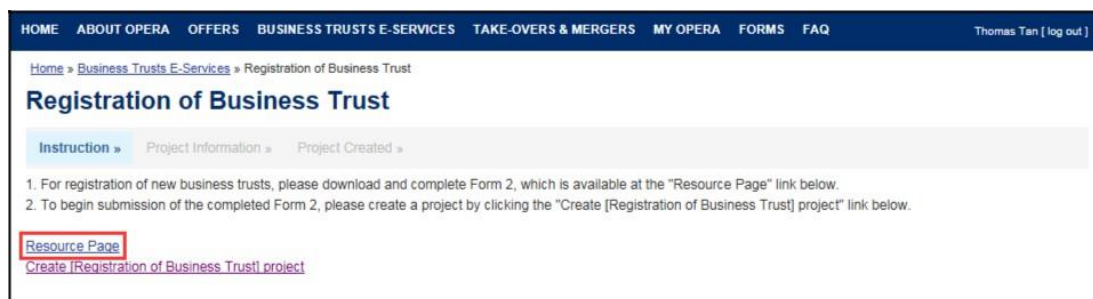 HOME ABOUT OPERA OFFERS BUSINESS TRUSTS E-SERVICES TAKE-OVERS & MERGERS MY OPERA FORMS FAQ Thomas Tan [ log out ]
Home » Business Trusts E-Services » Registration of Business Trust
Registration of Business Trust
Instruction » Project Information » Project Created »
1. For registration of new business trusts, please download and complete Form 2, which is available at the "Resource Page" link below.
2. To begin submission of the completed Form 2, please create a project by clicking the "Create [Registration of Business Trust] project" link below.
Resource Page
Create [Registration of Business Trust] project